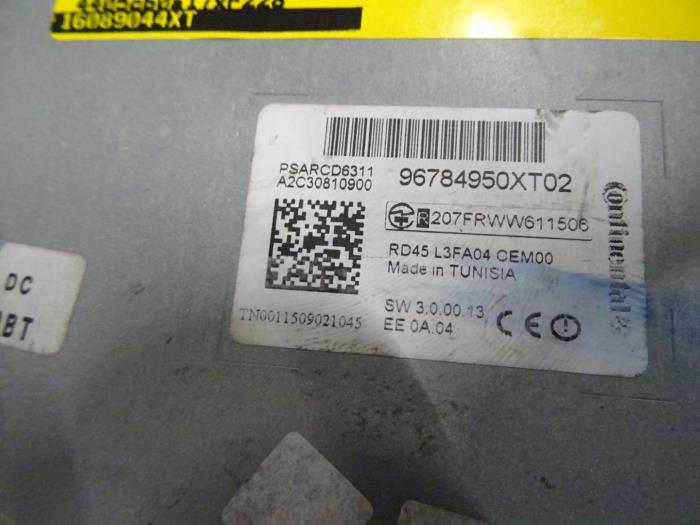 16089044XT
PSARCD6311
A2C30810900
96784950XT02
R 207FRWW611506
RD45 L3FA04 CEM00
Made in TUNISIA
SW 3.0.00.13
EE 0A.04
CE
TN0011509021045
Continental
DC